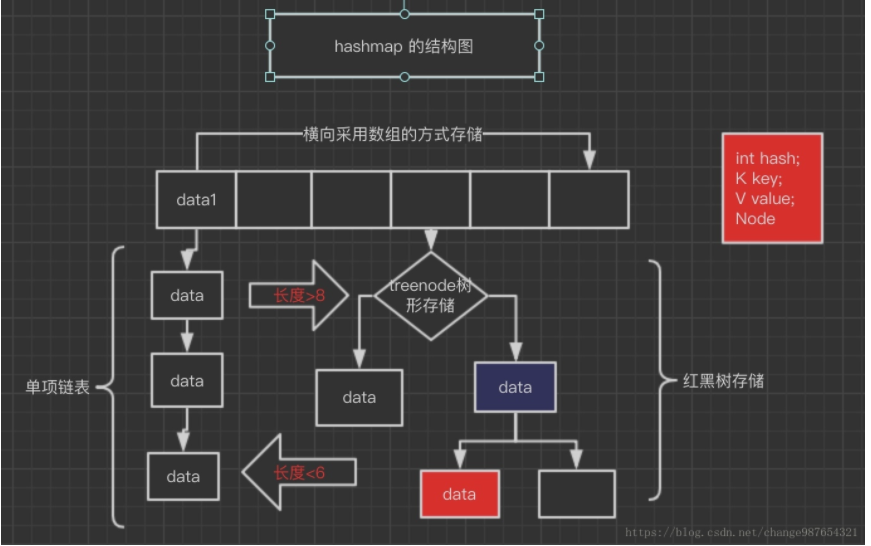 hashmap 的结构图
横向采用数组的方式存储
int hash;
K key;
V value;
Node
data1
data
长度>8
treenode树
形存储
data
单项链表
data
data
红黑树存储
data
长度<6
data
https://blog.csdn.net/change987654321